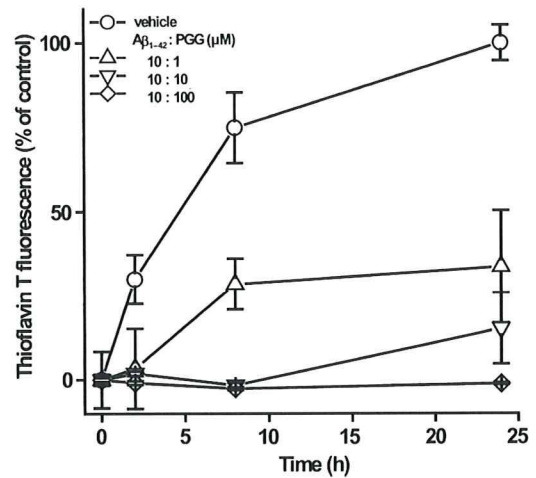 vehicle
Aβ1–42 : PGG (μM)
10 : 1
10 : 10
10 : 100
Thioflavin T fluorescence (% of control)
100
50
0
0 5 10 15 20 25
Time (h)